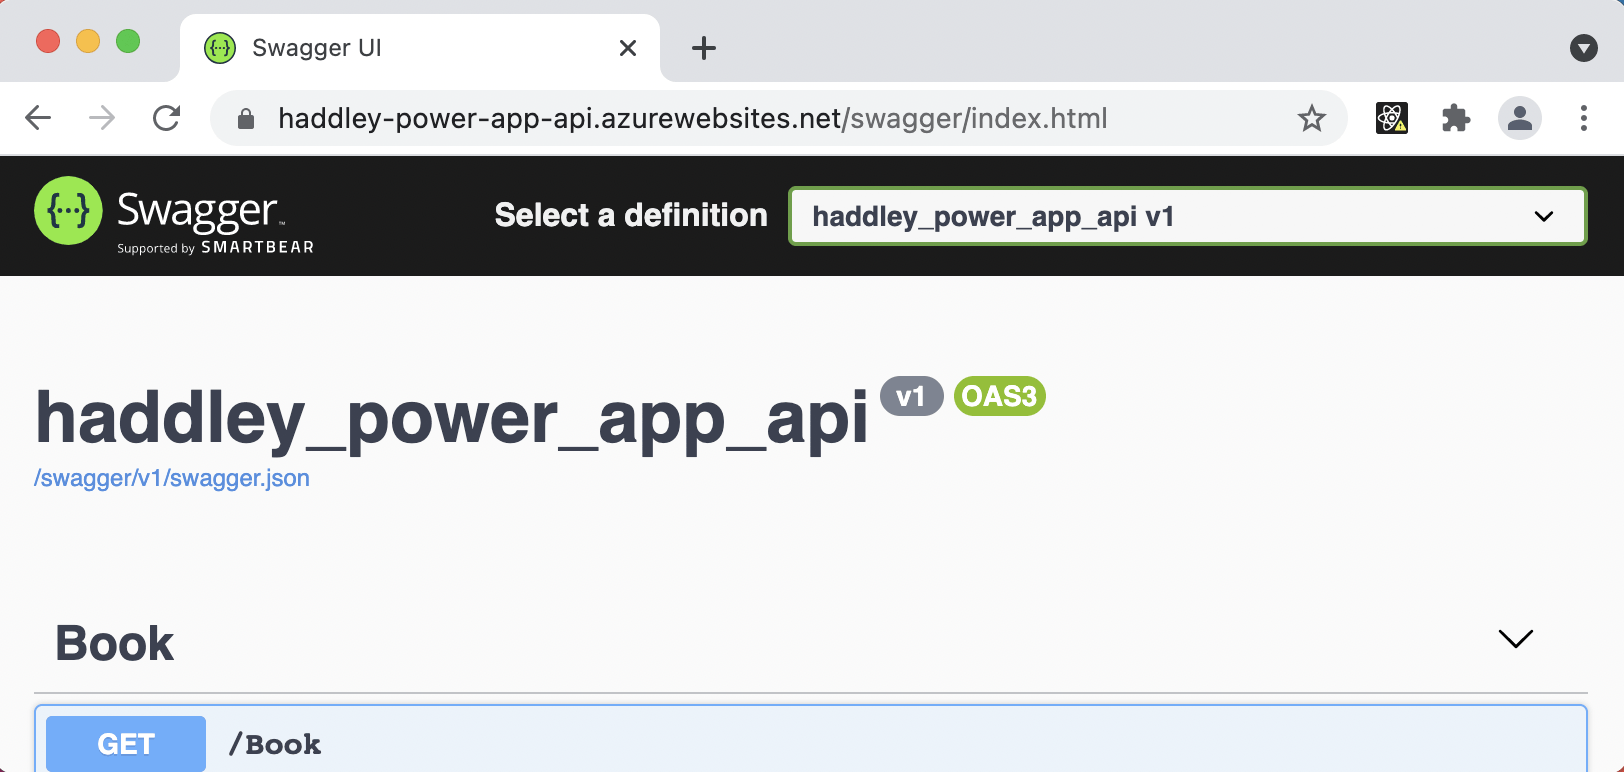 Swagger UI
haddley-power-app-api.azurewebsites.net/swagger/index.html
{···} Swagger™
Supported by SMARTBEAR
Select a definition
haddley_power_app_api v1
haddley_power_app_api v1 OAS3
/swagger/v1/swagger.json
Book
GET /Book